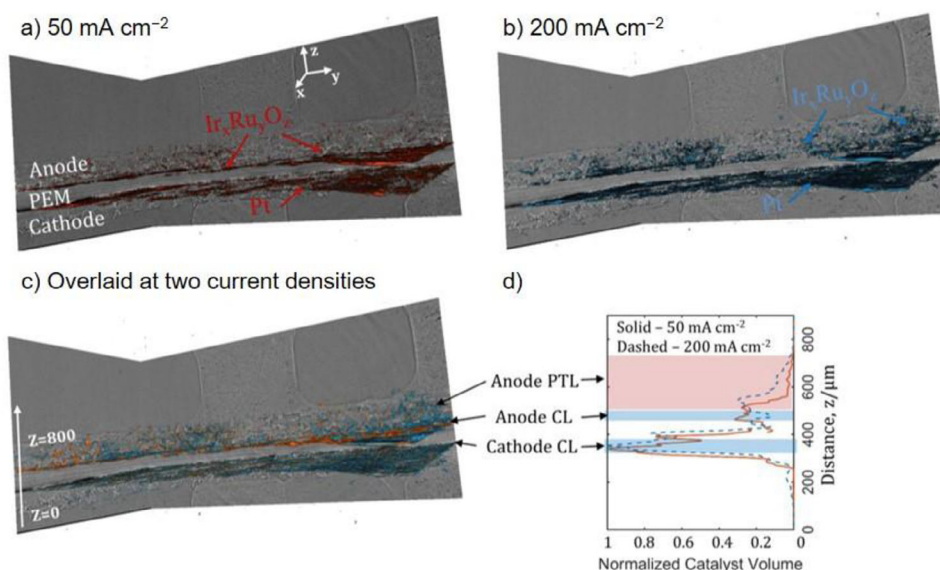 a) 50 mA cm⁻²
b) 200 mA cm⁻²
z
y
x
IrₓRuᵧO_z
Anode
PEM
Cathode
Pt
IrₓRuᵧO_z
Pt
c) Overlaid at two current densities
d)
Z=800
Z=0
Anode PTL
Anode CL
Cathode CL
Solid – 50 mA cm⁻²
Dashed – 200 mA cm⁻²
800
600
400
200
0
Distance, z/μm
1 0.8 0.6 0.4 0.2 0
Normalized Catalyst Volume